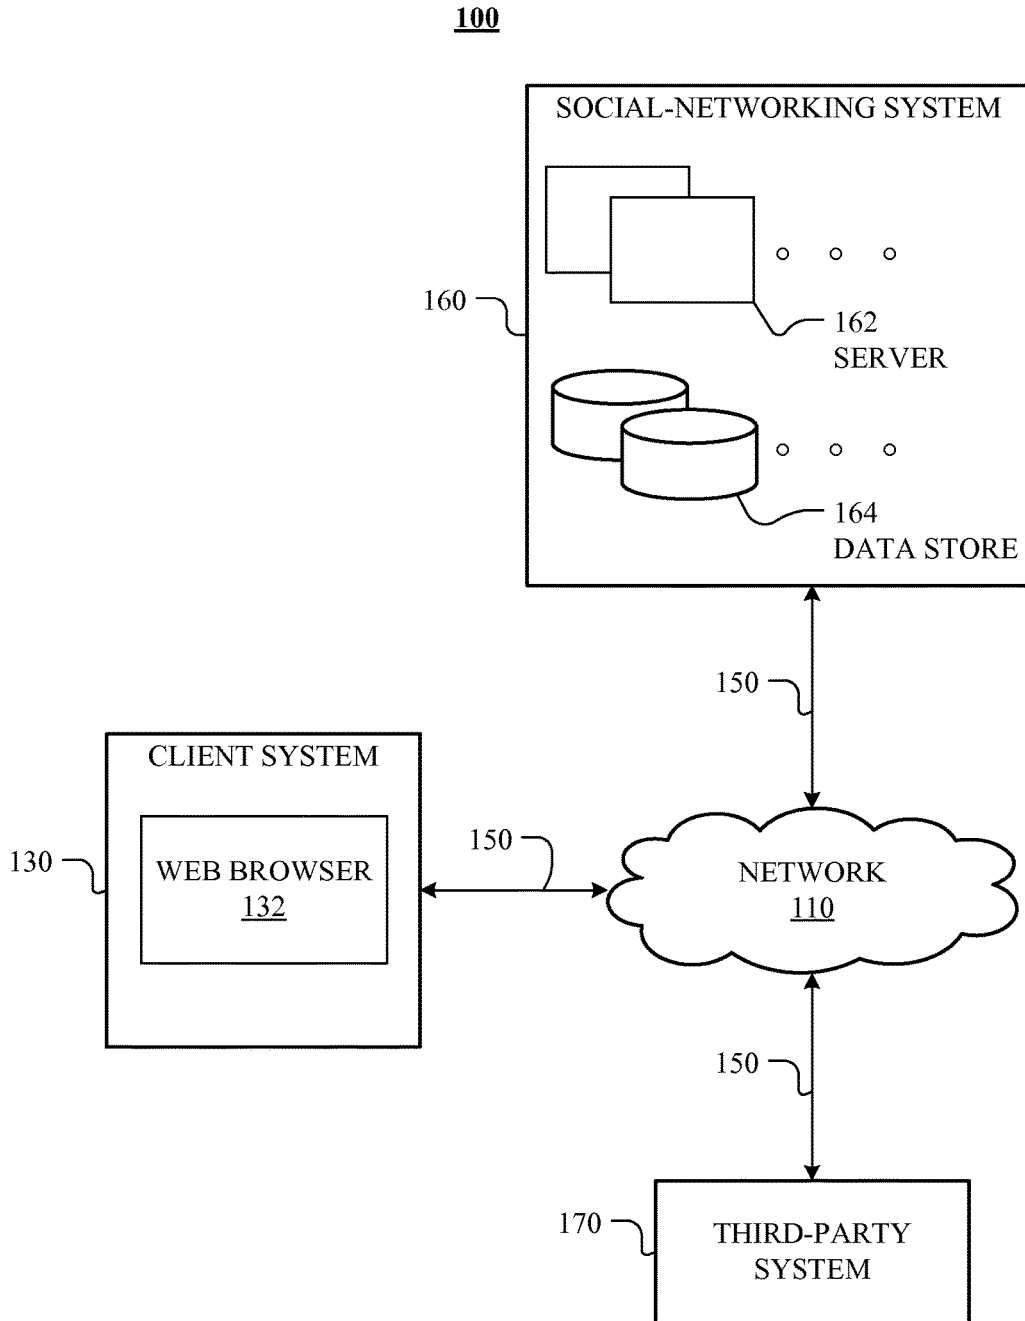 100
SOCIAL-NETWORKING SYSTEM
160
162
SERVER
164
DATA STORE
150
CLIENT SYSTEM
130
WEB BROWSER
132
150
NETWORK
110
150
170
THIRD-PARTY
SYSTEM